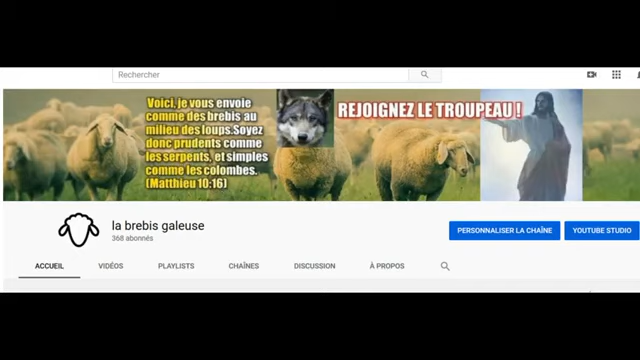 Rechercher
Voici, je vous envoie
comme des brebis au
milieu des loups.Soyez
donc prudents comme
les serpents, et simples
comme les colombes.
(Matthieu 10:16)
REJOIGNEZ LE TROUPEAU !
la brebis galeuse
368 abonnés
PERSONNALISER LA CHAÎNE
YOUTUBE STUDIO
ACCUEIL VIDÉOS PLAYLISTS CHAÎNES DISCUSSION À PROPOS